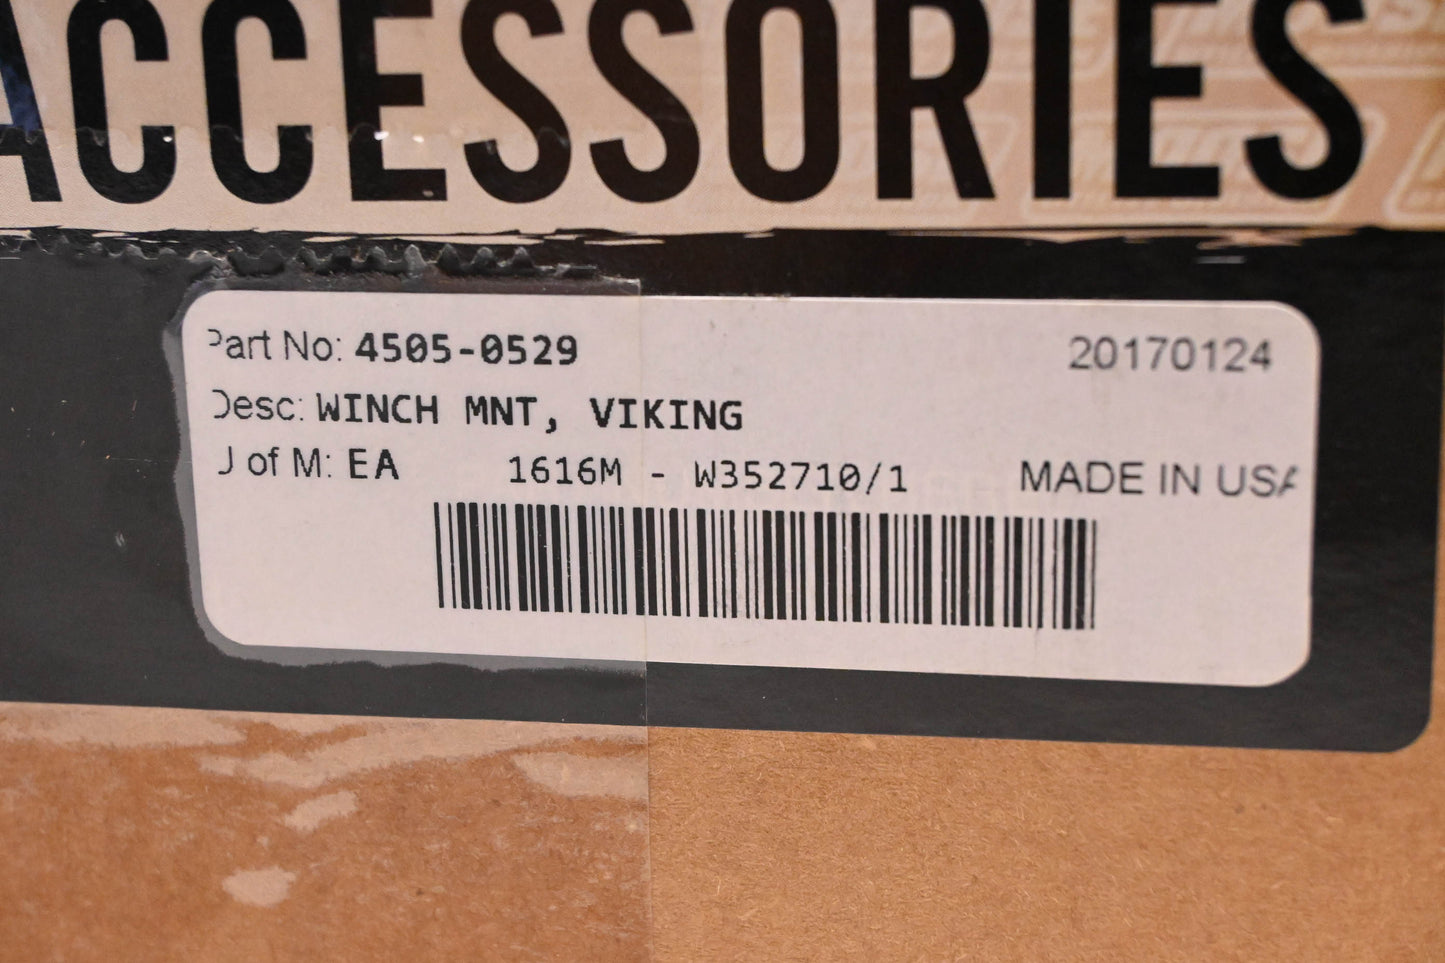 ACCESSORIES
Part No: 4505-0529
20170124
Desc: WINCH MNT, VIKING
U of M: EA
1616M - W352710/1
MADE IN USA